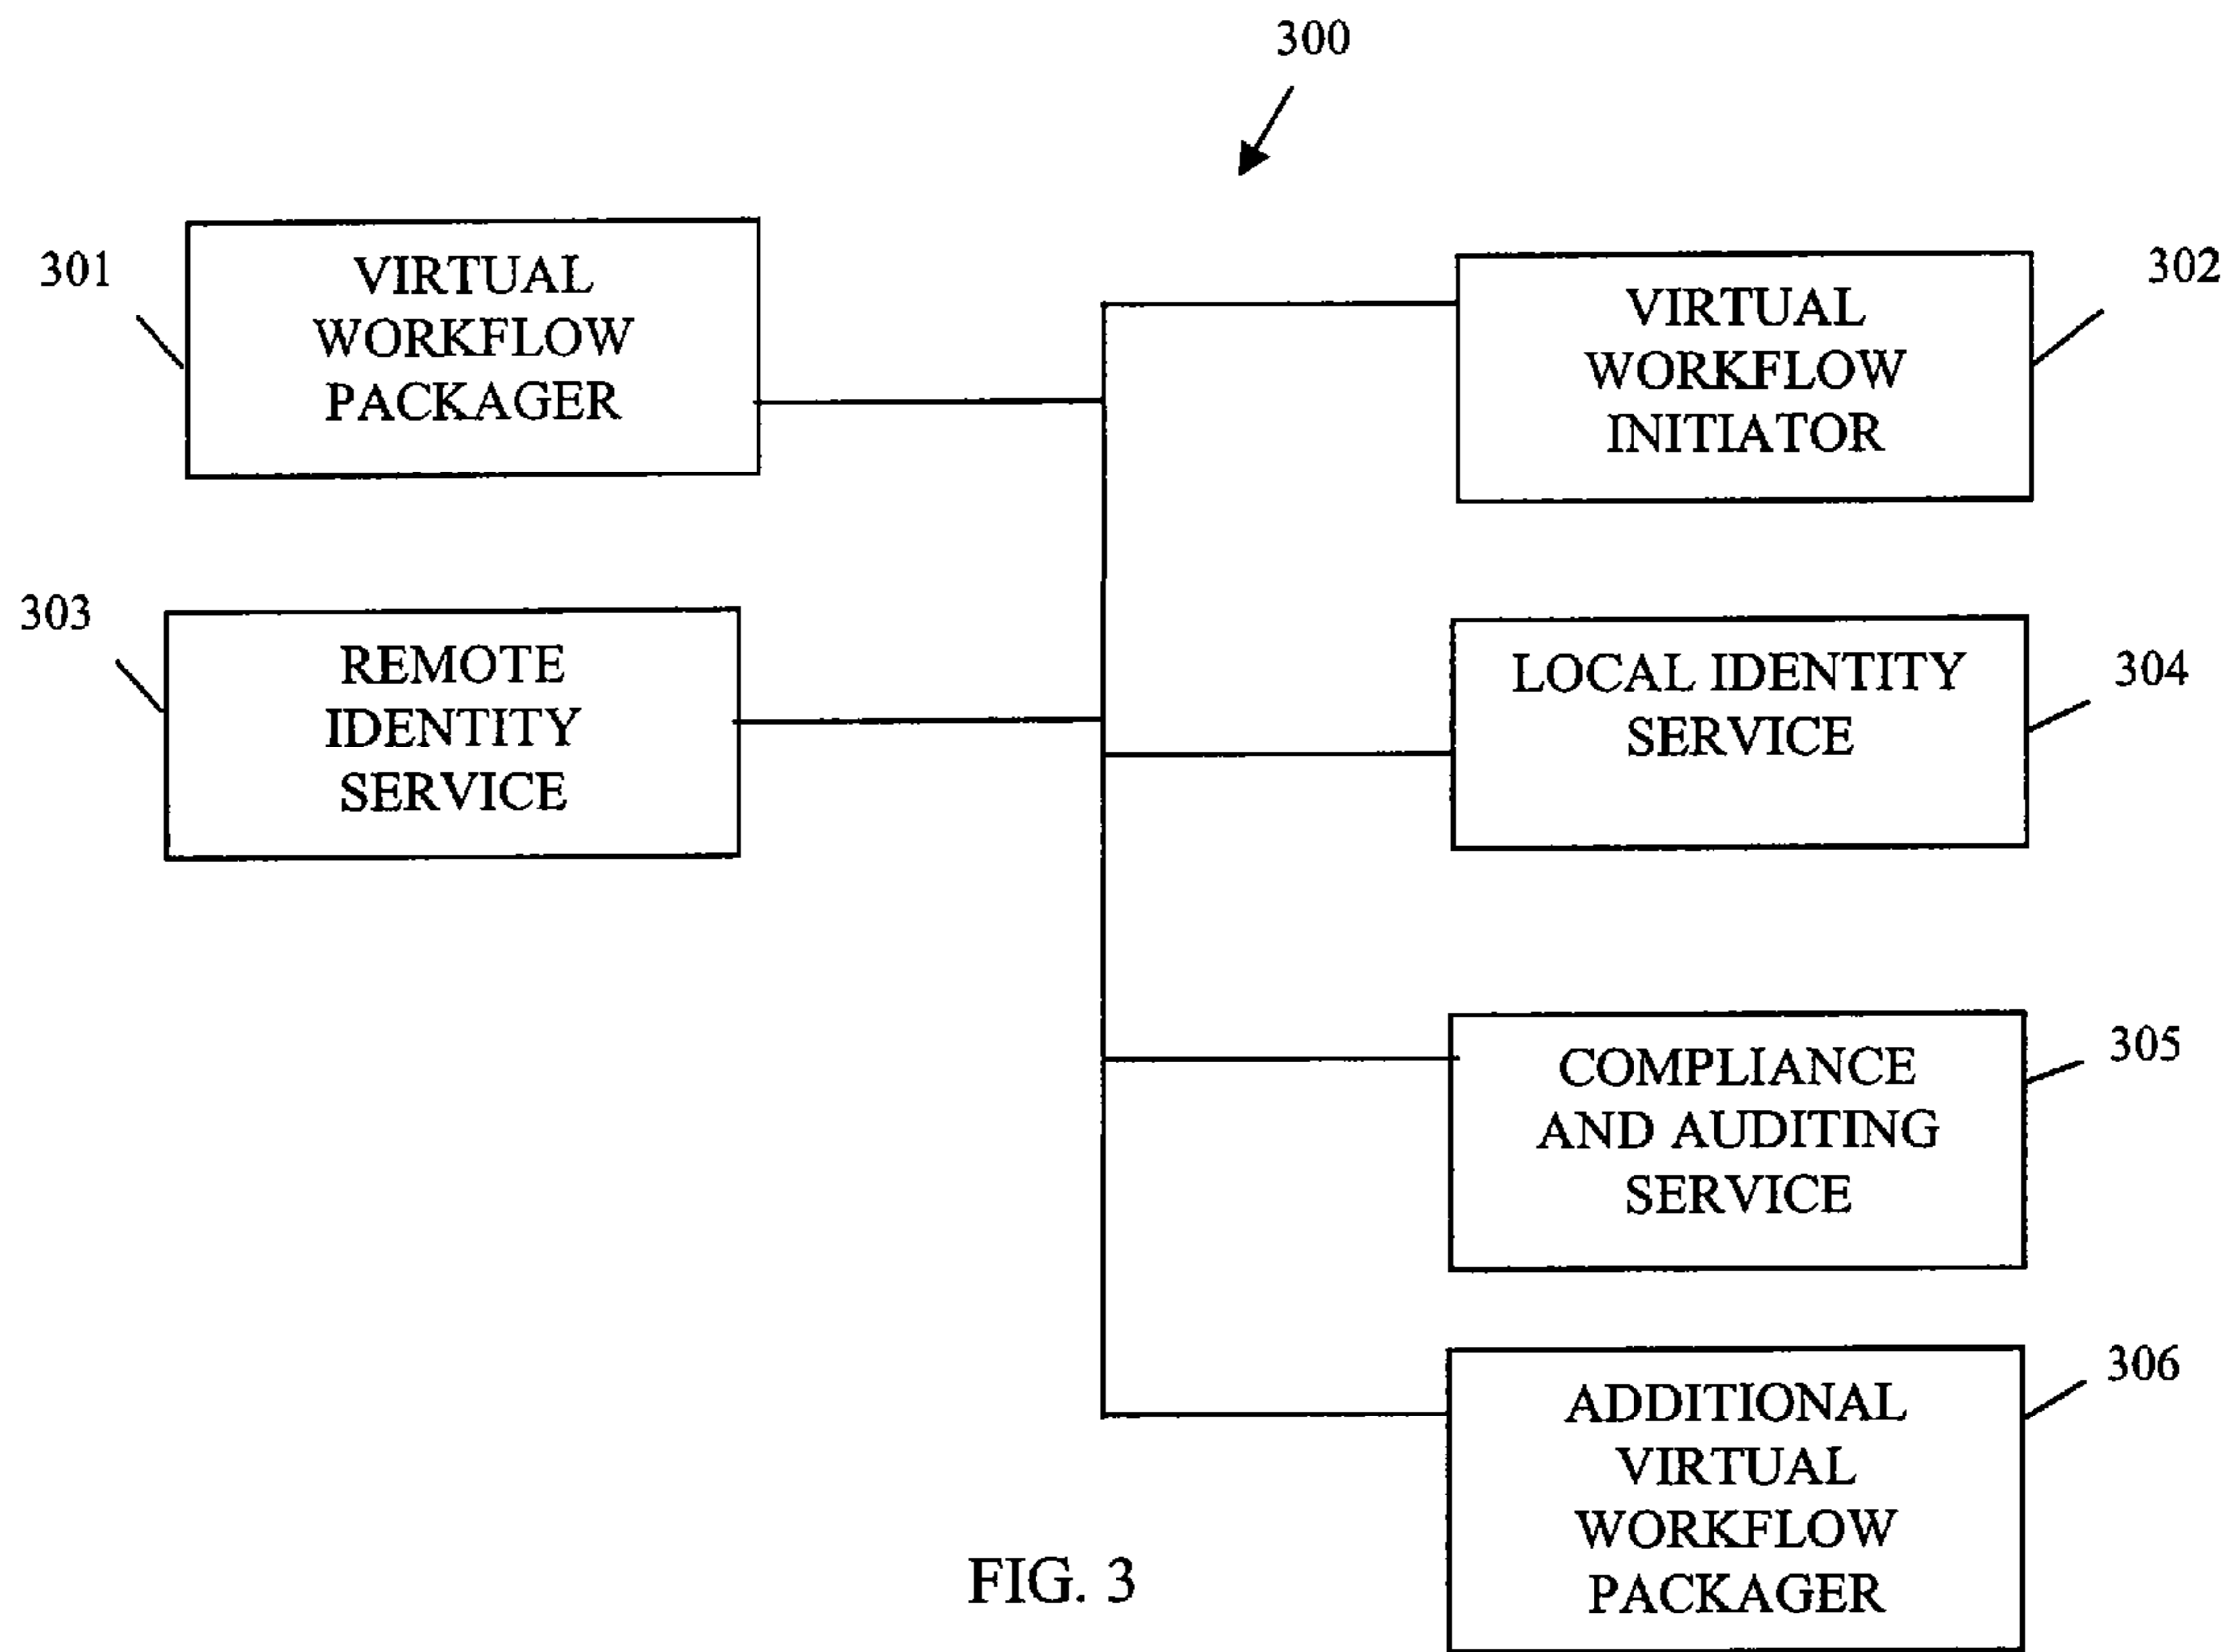 300
301
VIRTUAL
WORKFLOW
PACKAGER
302
VIRTUAL
WORKFLOW
INITIATOR
303
REMOTE
IDENTITY
SERVICE
304
LOCAL IDENTITY
SERVICE
305
COMPLIANCE
AND AUDITING
SERVICE
306
ADDITIONAL
VIRTUAL
WORKFLOW
PACKAGER
FIG. 3